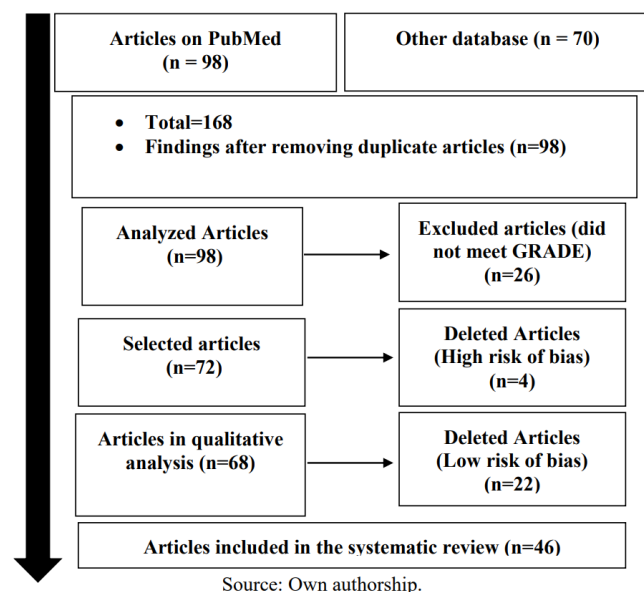 Articles on PubMed
(n = 98)
Other database (n = 70)
• Total=168
• Findings after removing duplicate articles (n=98)
Analyzed Articles
(n=98)
Excluded articles (did
not meet GRADE)
(n=26)
Selected articles
(n=72)
Deleted Articles
(High risk of bias)
(n=4)
Articles in qualitative
analysis (n=68)
Deleted Articles
(Low risk of bias)
(n=22)
Articles included in the systematic review (n=46)
Source: Own authorship.